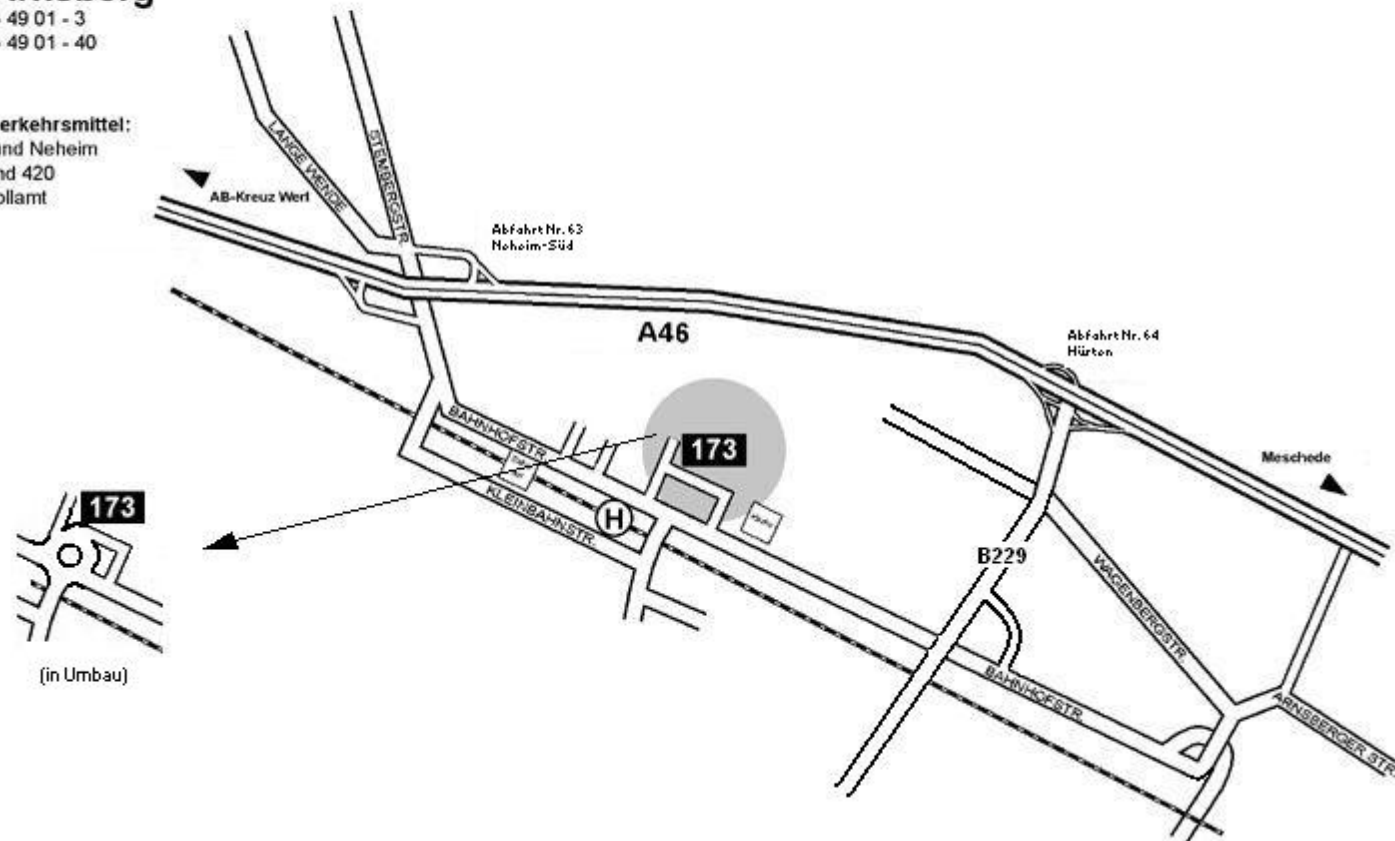 49 01 - 3
49 01 - 40
erkehrsmittel:
und Neheim
nd 420
ollamt
AB-Kreuz Werl
LANGE WENDE
STEMBERGSTR.
Abfahrt Nr. 63
Neheim-Süd
A46
Abfahrt Nr. 64
Hürten
Meschede
BAHNHOFSTR.
173
KLEINBAHNSTR.
H
173
(in Umbau)
B229
WAGENBERGSTR.
BAHNHOFSTR.
ARNSBERGER STR.